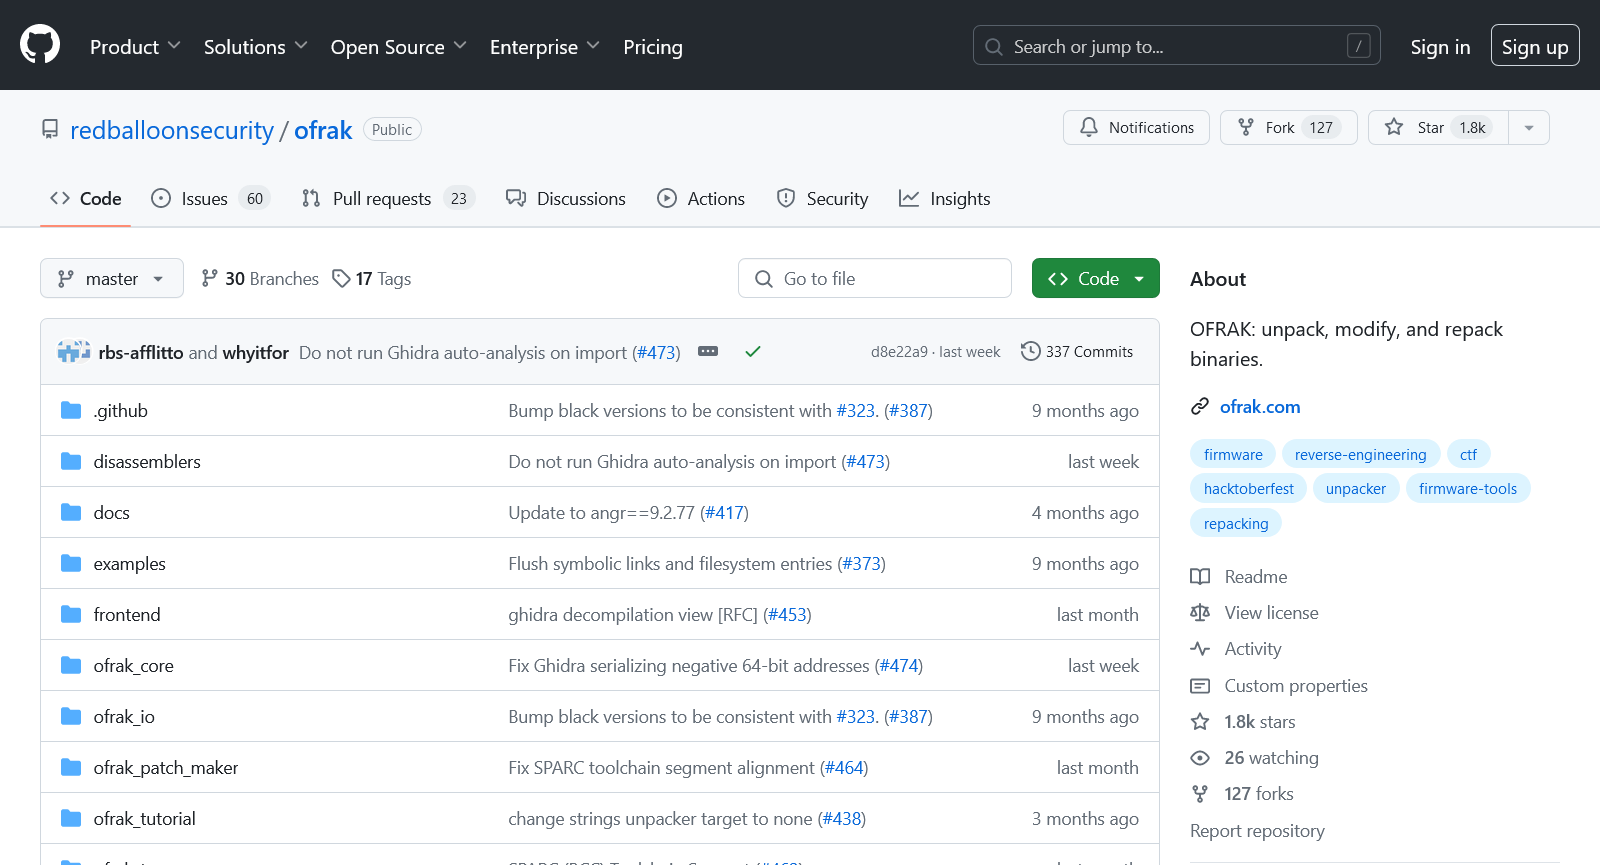 Product Solutions Open Source Enterprise Pricing Search or jump to... / Sign in Sign up
redballoonsecurity / ofrak Public Notifications Fork 127 Star 1.8k
Code Issues 60 Pull requests 23 Discussions Actions Security Insights
master 30 Branches 17 Tags Go to file Code
rbs-afflitto and whyitfor Do not run Ghidra auto-analysis on import (#473) d8e22a9 · last week 337 Commits
.github Bump black versions to be consistent with #323. (#387) 9 months ago
disassemblers Do not run Ghidra auto-analysis on import (#473) last week
docs Update to angr==9.2.77 (#417) 4 months ago
examples Flush symbolic links and filesystem entries (#373) 9 months ago
frontend ghidra decompilation view [RFC] (#453) last month
ofrak_core Fix Ghidra serializing negative 64-bit addresses (#474) last week
ofrak_io Bump black versions to be consistent with #323. (#387) 9 months ago
ofrak_patch_maker Fix SPARC toolchain segment alignment (#464) last month
ofrak_tutorial change strings unpacker target to none (#438) 3 months ago
About
OFRAK: unpack, modify, and repack
binaries.
ofrak.com
firmware reverse-engineering ctf
hacktoberfest unpacker firmware-tools
repacking
Readme
View license
Activity
Custom properties
1.8k stars
26 watching
127 forks
Report repository